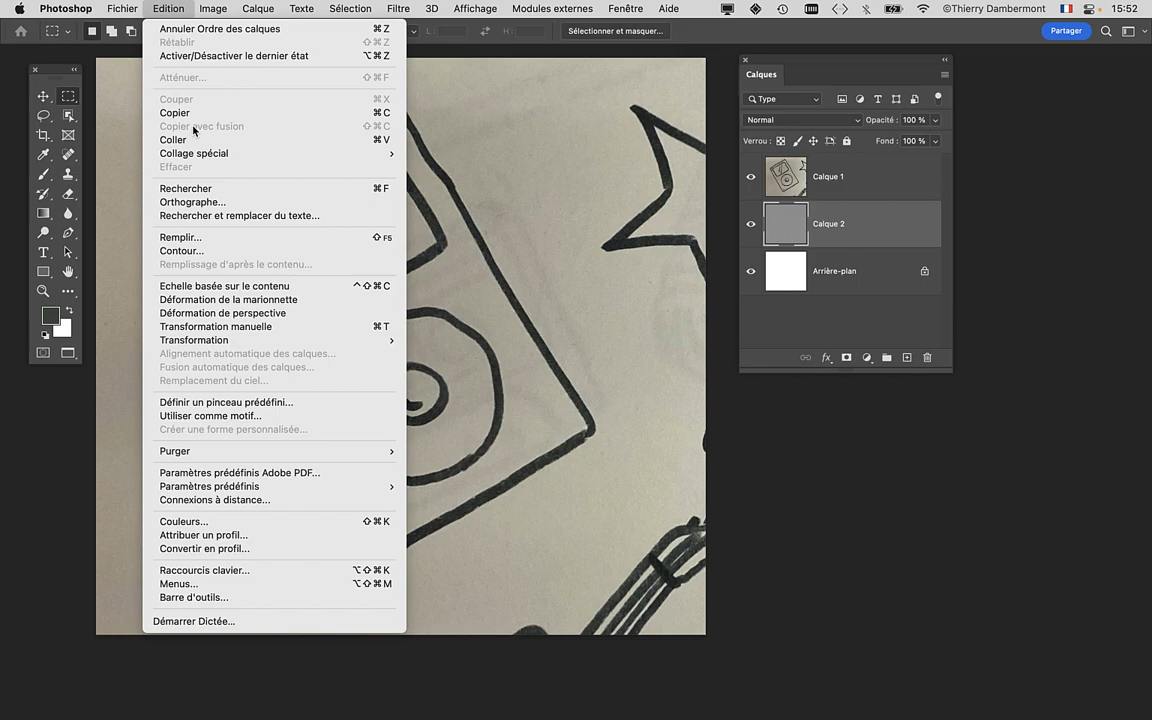 Photoshop Fichier Edition Image Calque Texte Sélection Filtre 3D Affichage Modules externes Fenêtre Aide ©Thierry Dambermont 15:52
L : H : Sélectionner et masquer... Partager
Annuler Ordre des calques ⌘Z
Rétablir ⇧⌘Z
Activer/Désactiver le dernier état ⌥⌘Z
Atténuer... ⇧⌘F
Couper ⌘X
Copier ⌘C
Copier avec fusion ⇧⌘C
Coller ⌘V
Collage spécial
Effacer
Rechercher ⌘F
Orthographe...
Rechercher et remplacer du texte...
Remplir... ⇧F5
Contour...
Remplissage d'après le contenu...
Echelle basée sur le contenu ^⇧⌘C
Déformation de la marionnette
Déformation de perspective
Transformation manuelle ⌘T
Transformation
Alignement automatique des calques...
Fusion automatique des calques...
Remplacement du ciel...
Définir un pinceau prédéfini...
Utiliser comme motif...
Créer une forme personnalisée...
Purger
Paramètres prédéfinis Adobe PDF...
Paramètres prédéfinis
Connexions à distance...
Couleurs... ⇧⌘K
Attribuer un profil...
Convertir en profil...
Raccourcis clavier... ⌥⇧⌘K
Menus... ⌥⇧⌘M
Barre d'outils...
Démarrer Dictée...
Calques
Type
Normal Opacité : 100 %
Verrou : Fond : 100 %
Calque 1
Calque 2
Arrière-plan
fx